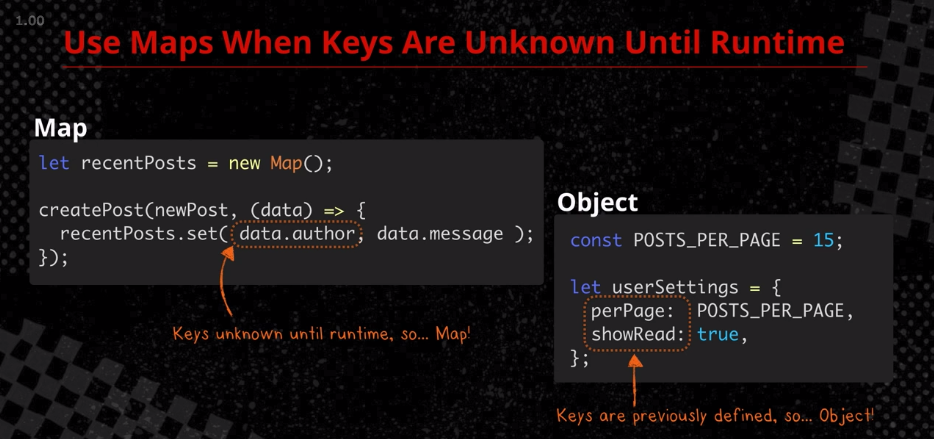 1.00
Use Maps When Keys Are Unknown Until Runtime
Map
let recentPosts = new Map();
createPost(newPost, (data) => {
  recentPosts.set( data.author, data.message );
});
Keys unknown until runtime, so... Map!
Object
const POSTS_PER_PAGE = 15;
let userSettings = {
  perPage: POSTS_PER_PAGE,
  showRead: true,
};
Keys are previously defined, so... Object!